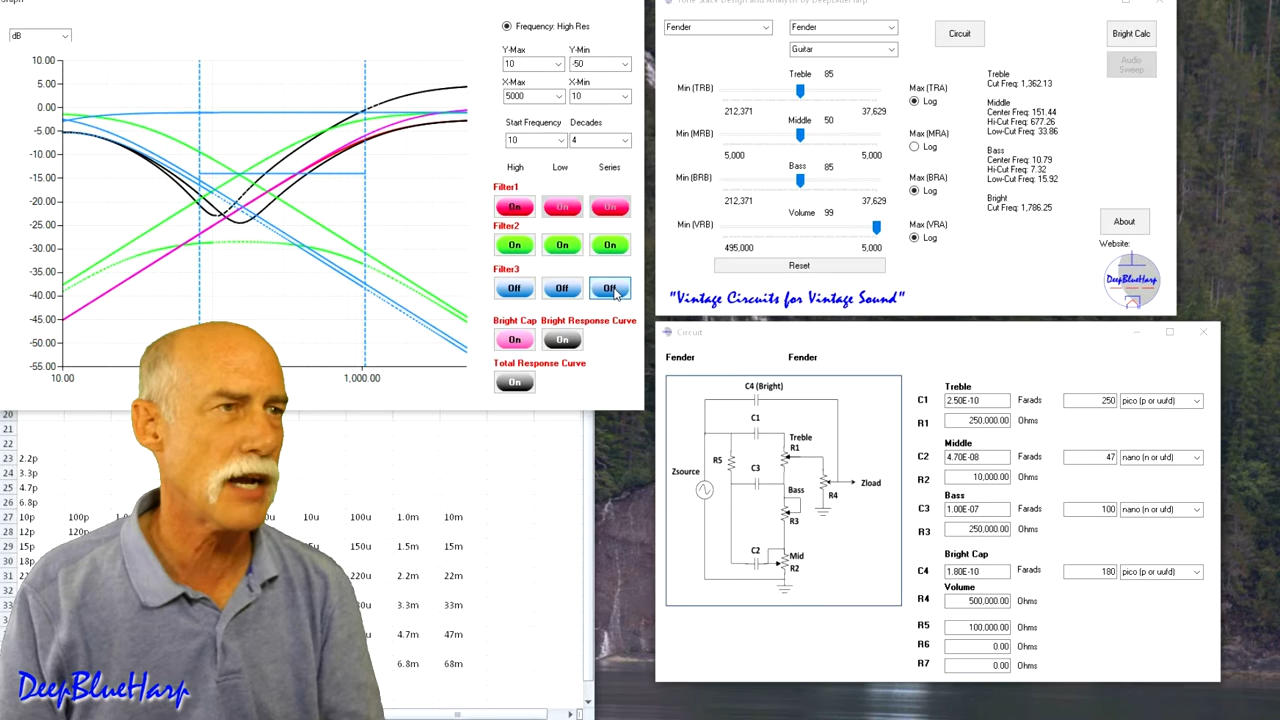 Graph
dB
10.00
5.00
0.00
-5.00
-10.00
-15.00
-20.00
-25.00
-30.00
-35.00
-40.00
-45.00
-50.00
-55.00
10.00 1,000.00
Frequency: High Res
Y-Max Y-Min
10 -50
X-Max X-Min
5000 10
Start Frequency Decades
10 4
High Low Series
Filter1
On On On
Filter2
On On On
Filter3
Off Off Off
Bright Cap Bright Response Curve
On On
Total Response Curve
On
Tone Stack Design and Analysis by DeepBlueHarp
Fender Fender Circuit Bright Calc
Guitar
Audio
Sweep
Treble 85
Min (TRB) Max (TRA)
Log
212,371 37,629
Middle 50
Min (MRB) Max (MRA)
Log
5,000 5,000
Bass 85
Min (BRB) Max (BRA)
Log
212,371 37,629
Volume 99
Min (VRB) Max (VRA)
Log
495,000 5,000
Reset
Treble
Cut Freq: 1,362.13
Middle
Center Freq: 151.44
Hi-Cut Freq: 677.26
Low-Cut Freq: 33.86
Bass
Center Freq: 10.79
Hi-Cut Freq: 7.32
Low-Cut Freq: 15.92
Bright
Cut Freq: 1,786.25
About
Website:
DeepBlueHarp
"Vintage Circuits for Vintage Sound"
Circuit
Fender Fender
C4 (Bright)
C1
Treble
R1
R5
C3
Zsource
Zload
R4
Bass
R3
C2
Mid
R2
Treble
C1 2.50E-10 Farads 250 pico (p or uufd)
R1 250,000.00 Ohms
Middle
C2 4.70E-08 Farads 47 nano (n or ufd)
R2 10,000.00 Ohms
Bass
C3 1.00E-07 Farads 100 nano (n or ufd)
R3 250,000.00 Ohms
Bright Cap
C4 1.80E-10 Farads 180 pico (p or uufd)
Volume
R4 500,000.00 Ohms
R5 100,000.00 Ohms
R6 0.00 Ohms
R7 0.00 Ohms
20
21
22
23 2.2p
24 3.3p
25 4.7p
26 6.8p
27 10p 100p 10u 1.0m 10m
28 12p 120p
29 15p 1.5m 15m
30 18p
31 220u 2.2m 22m
32
33 3.3m 33m
34 4.7m 47m
6.8m 68m
DeepBlueHarp